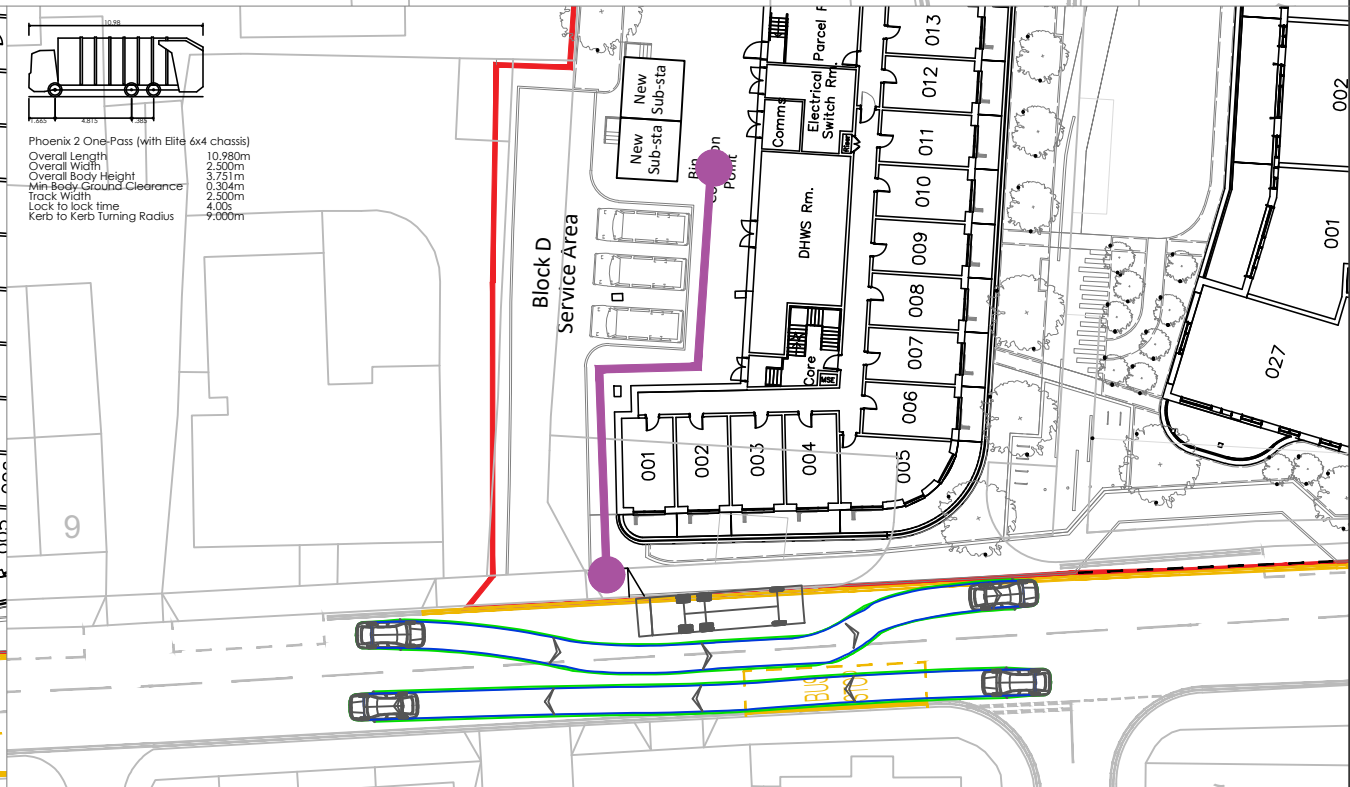 10.98
1.665
4.815
1.385
Phoenix 2 One-Pass (with Elite 6x4 chassis)
Overall Length 10.980m
Overall Width 2.500m
Overall Body Height 3.751m
Min Body Ground Clearance 0.304m
Track Width 2.500m
Lock to lock time 4.00s
Kerb to Kerb Turning Radius 9.000m
New
Sub-sta
New
Sub-sta
Bin
Point
Block D
Service Area
Parcel
Electrical
Switch Rm.
Comms
Riser
DHWS Rm.
Core
MSE
013
012
011
010
009
008
007
006
005
004
003
002
001
002
001
027
9
BUS
STOP